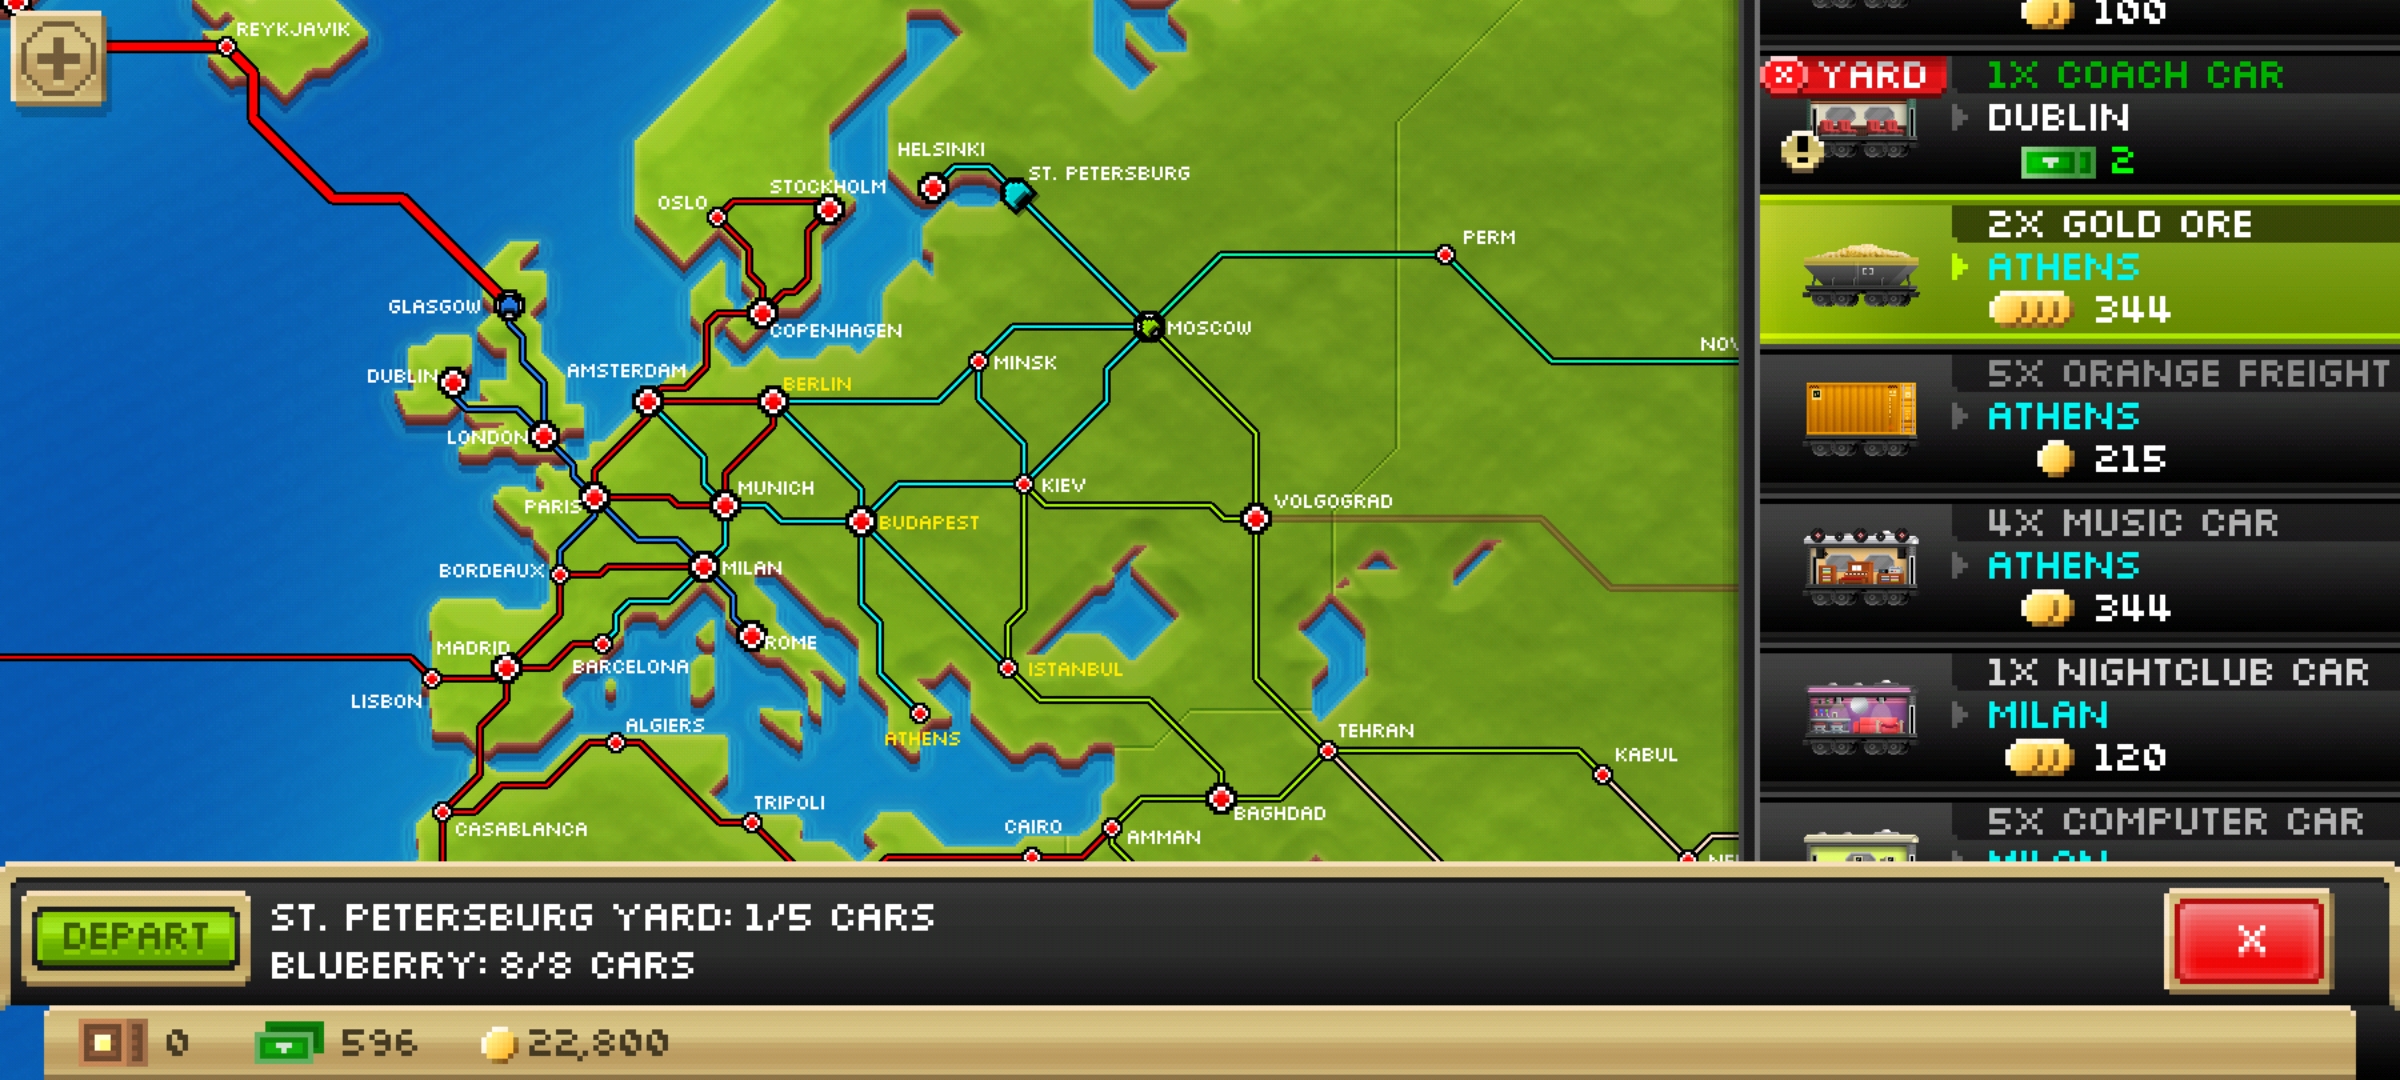 REYKJAVIK
HELSINKI
ST. PETERSBURG
STOCKHOLM
OSLO
PERM
GLASGOW
COPENHAGEN
MOSCOW
MINSK
AMSTERDAM
BERLIN
DUBLIN
LONDON
MUNICH
KIEV
PARIS
BUDAPEST
VOLGOGRAD
BORDEAUX
MILAN
MADRID
ROME
BARCELONA
ISTANBUL
LISBON
ALGIERS
ATHENS
TEHRAN
KABUL
TRIPOLI
CASABLANCA
CAIRO
AMMAN
BAGHDAD
100
YARD
1X COACH CAR
DUBLIN
2
2X GOLD ORE
ATHENS
344
5X ORANGE FREIGHT
ATHENS
215
4X MUSIC CAR
ATHENS
344
1X NIGHTCLUB CAR
MILAN
120
5X COMPUTER CAR
MILAN
DEPART
ST. PETERSBURG YARD: 1/5 CARS
BLUBERRY: 8/8 CARS
X
0
596
22,800